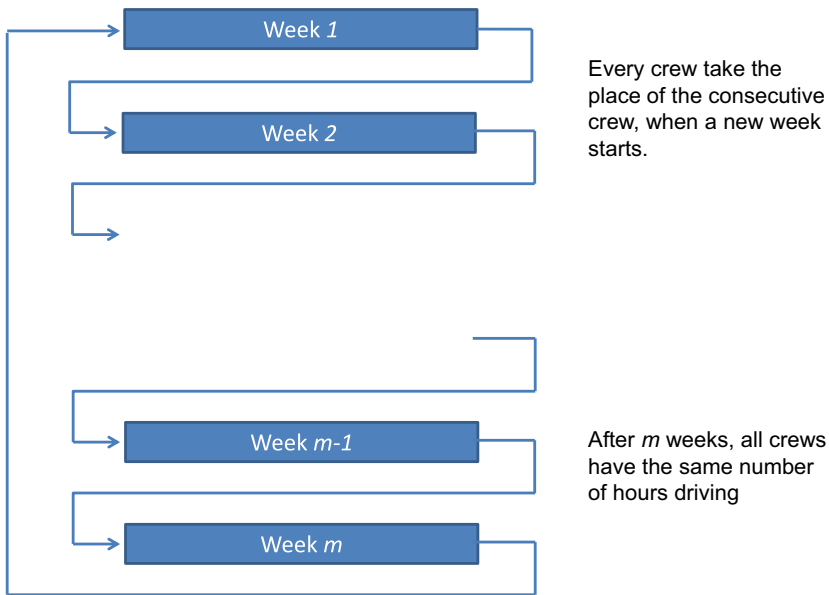 Week 1
Every crew take the
place of the consecutive
crew, when a new week
starts.
Week 2
Week m-1
After m weeks, all crews
have the same number
of hours driving
Week m